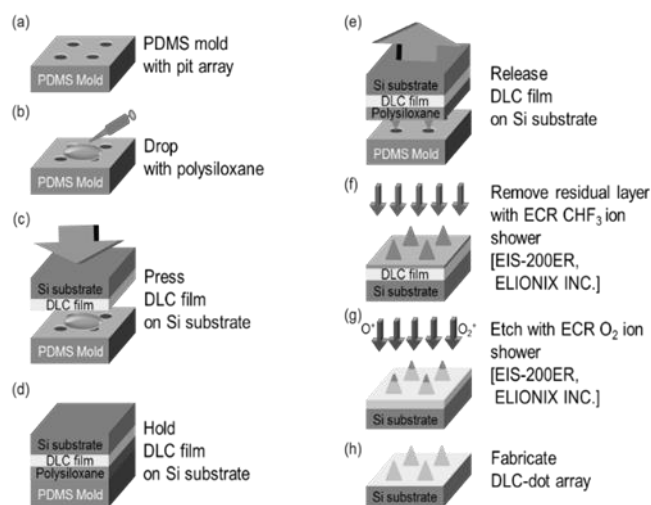 (a)
PDMS Mold
PDMS mold
with pit array
(b)
PDMS Mold
Drop
with polysiloxane
(c)
Si substrate
DLC film
PDMS Mold
Press
DLC film
on Si substrate
(d)
Si substrate
DLC film
Polysiloxane
PDMS Mold
Hold
DLC film
on Si substrate
(e)
Si substrate
DLC film
Polysiloxane
PDMS Mold
Release
DLC film
on Si substrate
(f)
DLC film
Si substrate
Remove residual layer
with ECR CHF3 ion
shower
[EIS-200ER,
ELIONIX INC.]
(g)
O+ O2+
Si substrate
Etch with ECR O2 ion
shower
[EIS-200ER,
ELIONIX INC.]
(h)
Si substrate
Fabricate
DLC-dot array